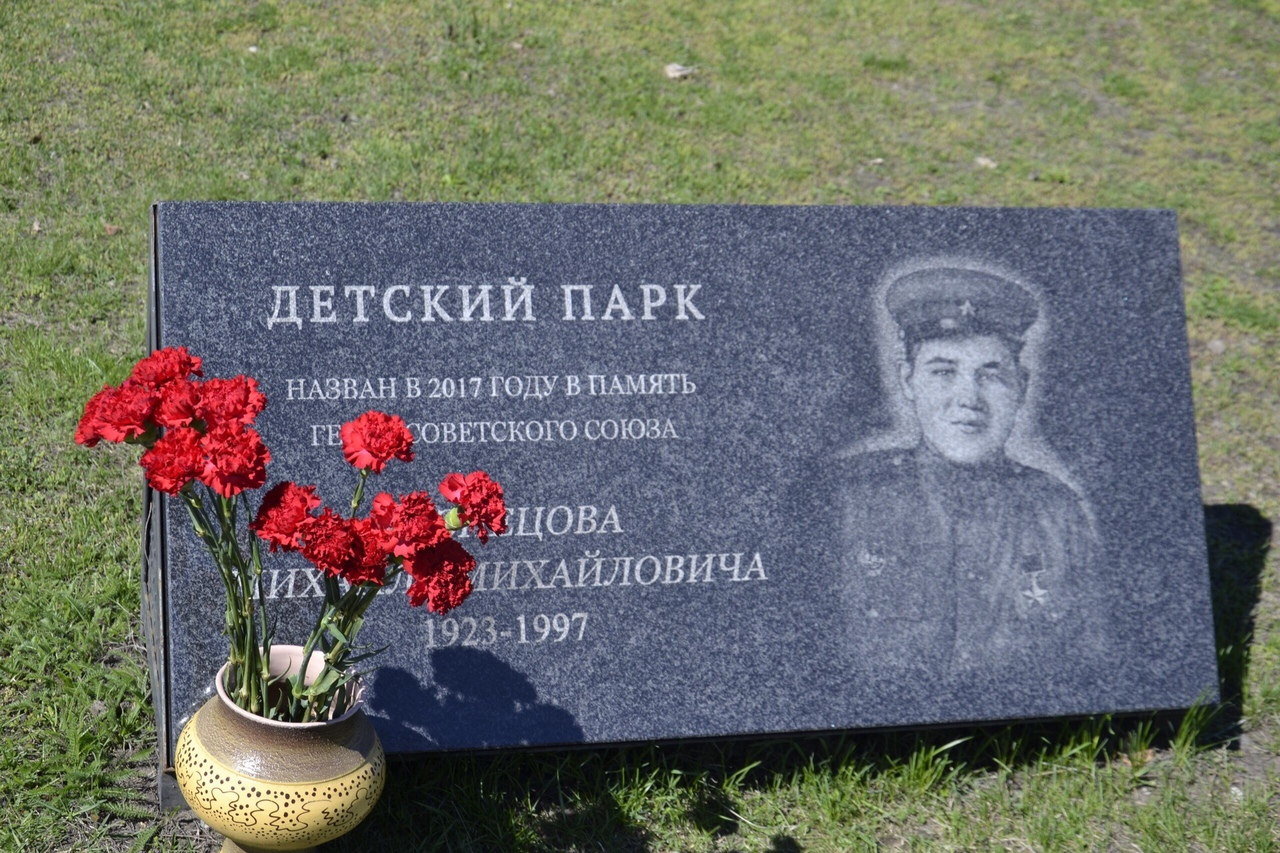 ДЕТСКИЙ ПАРК
НАЗВАН В 2017 ГОДУ В ПАМЯТЬ
СОВЕТСКОГО СОЮЗА
МИХАЙЛОВИЧА
1923-1997